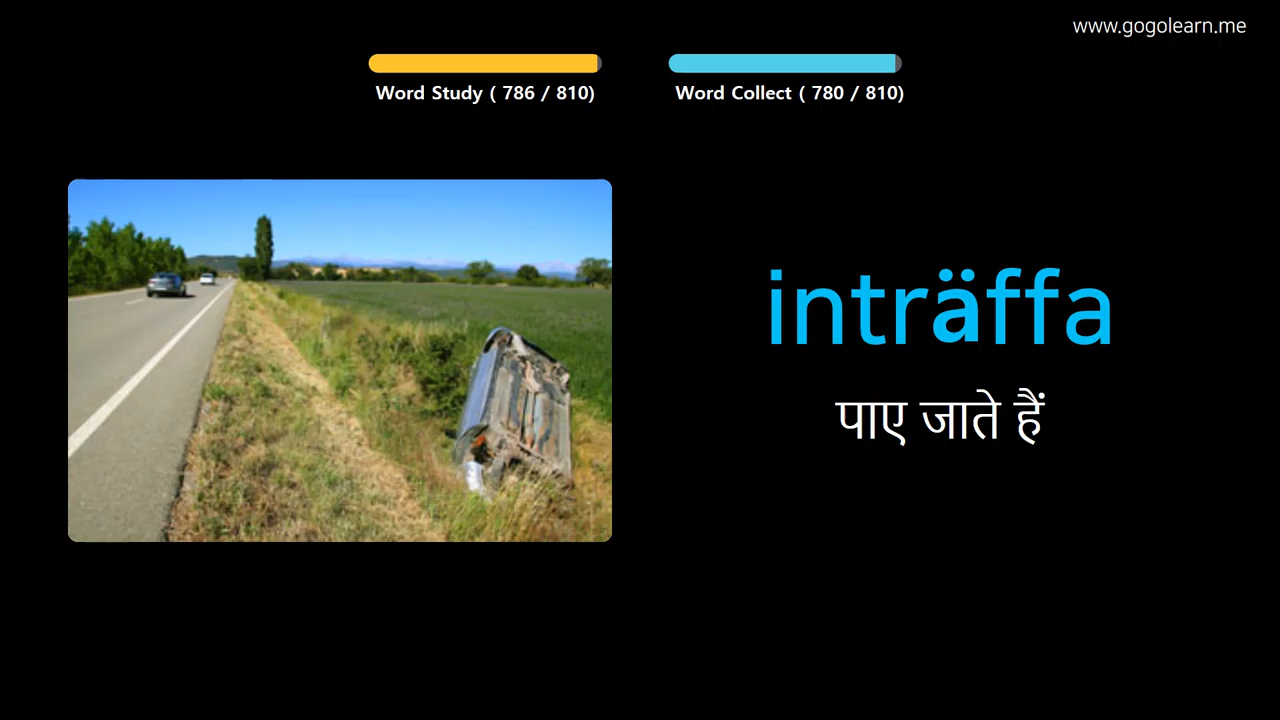 www.gogolearn.me
Word Study ( 786 / 810)
Word Collect ( 780 / 810)
inträffa
पाए जाते हैं